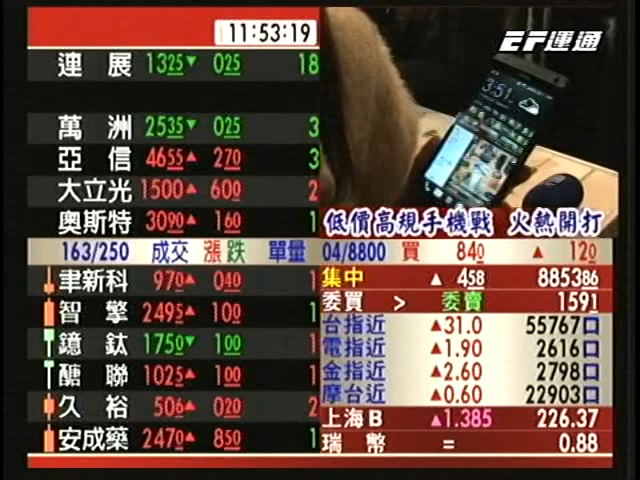 11:53:19
EF運通
連展 1325▼ 025 18
萬洲 2535▼ 025 3
亞信 4655▲ 270 3
大立光 1500▲ 600 2
奧斯特 3090▲ 160 1
3:51
低價高規手機戰 火熱開打
163/250 成交 漲跌 單量 04/8800 買 840 ▲ 120
聿新科 970▲ 040 1
智擎 2495▲ 100 1
鐿鈦 1750▼ 100 1
醣聯 1025▲ 100 1
久裕 506▲ 020 2
安成藥 2470▲ 850 1
集中 ▲ 458 885386
委買 > 委賣 1591
台指近 ▲31.0 55767口
電指近 ▲1.90 2616口
金指近 ▲2.60 2798口
摩台近 ▲0.60 22903口
上海B ▲1.385 226.37
瑞幣 = 0.88